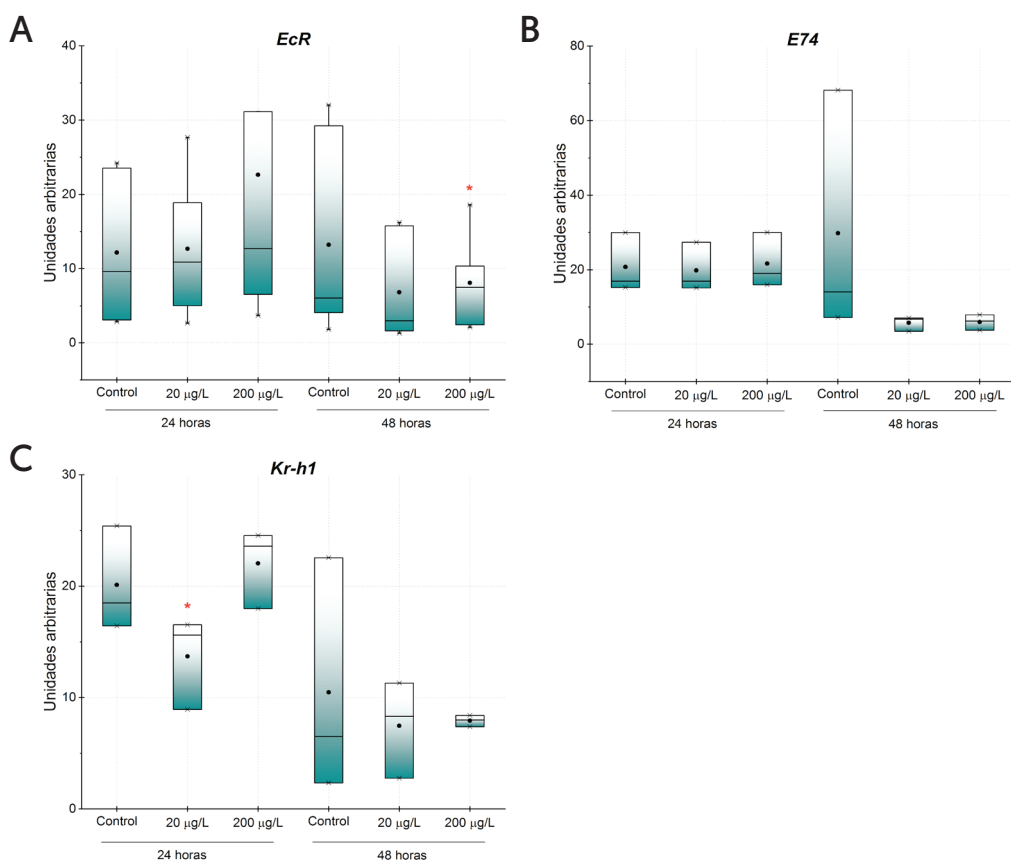 A
EcR
Unidades arbitrarias
40
30
20
10
0
*
Control 20 μg/L 200 μg/L Control 20 μg/L 200 μg/L
24 horas 48 horas
B
E74
Unidades arbitrarias
80
60
40
20
0
Control 20 μg/L 200 μg/L Control 20 μg/L 200 μg/L
24 horas 48 horas
C
Kr-h1
Unidades arbitrarias
30
20
10
0
*
Control 20 μg/L 200 μg/L Control 20 μg/L 200 μg/L
24 horas 48 horas